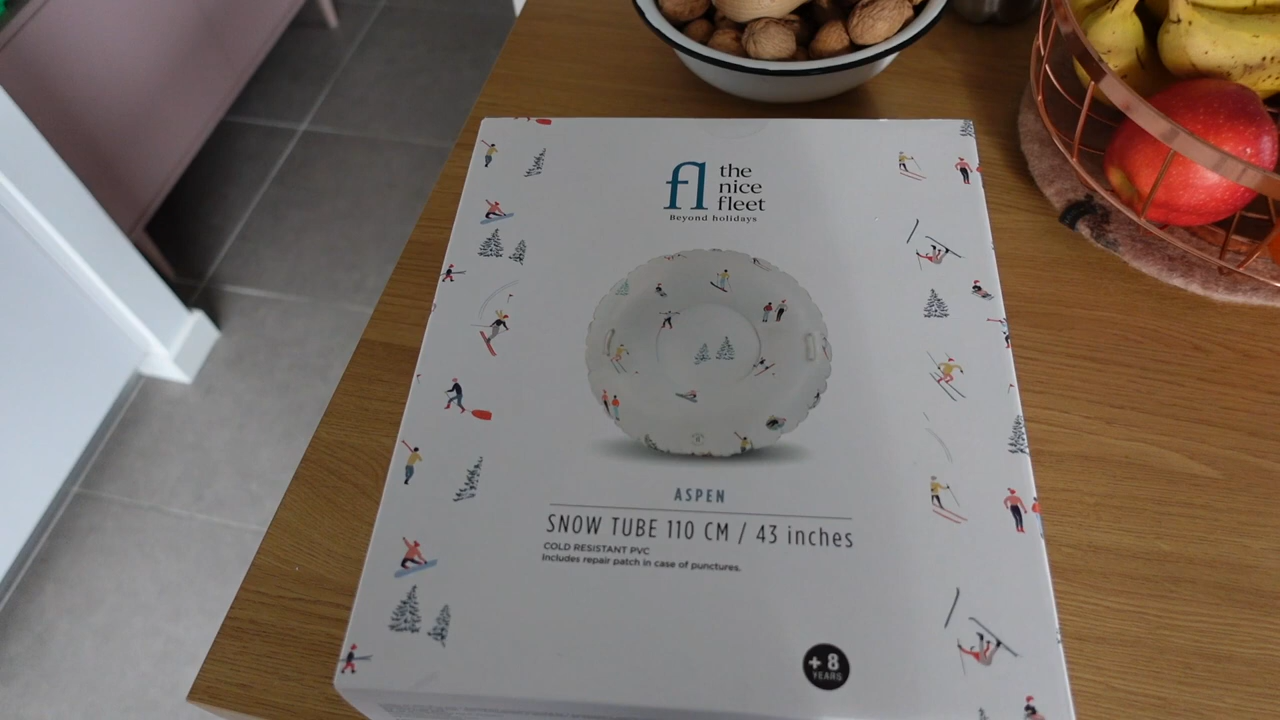 fl
the
nice
fleet
Beyond holidays
ASPEN
SNOW TUBE 110 CM / 43 inches
COLD RESISTANT PVC
Includes repair patch in case of punctures.
+ 8
YEARS